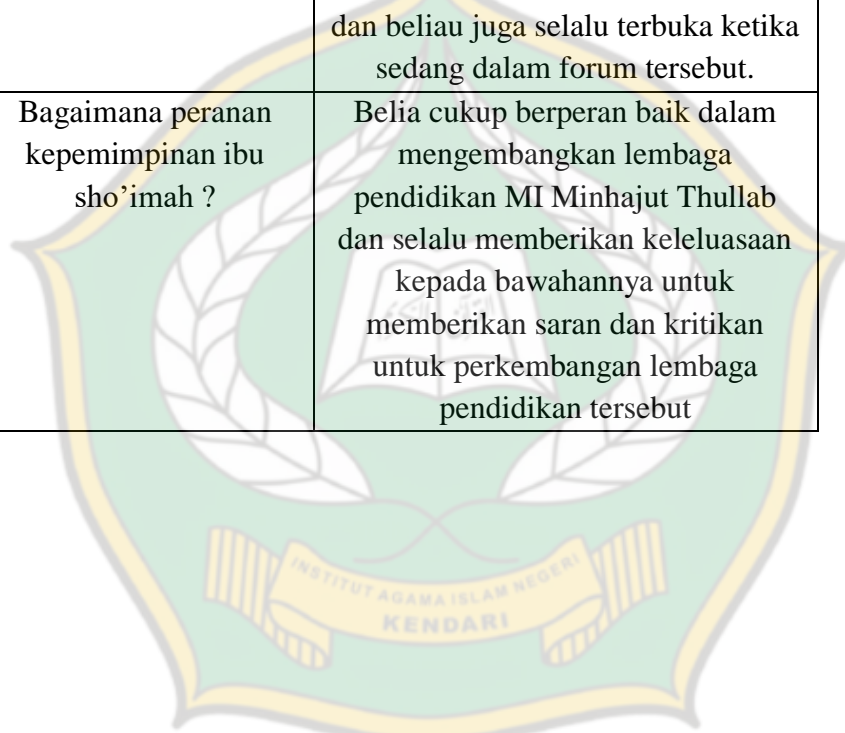 dan beliau juga selalu terbuka ketika
sedang dalam forum tersebut.
Bagaimana peranan
kepemimpinan ibu
sho’imah ?
Belia cukup berperan baik dalam
mengembangkan lembaga
pendidikan MI Minhajut Thullab
dan selalu memberikan keleluasaan
kepada bawahannya untuk
memberikan saran dan kritikan
untuk perkembangan lembaga
pendidikan tersebut
INSTITUT AGAMA ISLAM NEGERI
KENDARI